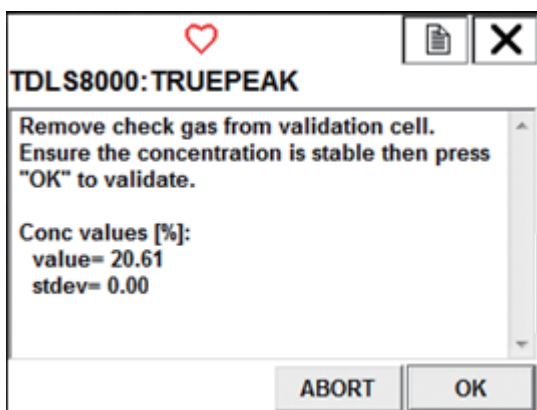 TDLS8000:TRUEPEAK
Remove check gas from validation cell.
Ensure the concentration is stable then press
"OK" to validate.
Conc values [%]:
value= 20.61
stdev= 0.00
ABORT
OK